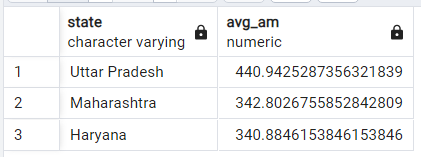 state avg_am
character varying numeric
1 Uttar Pradesh 440.9425287356321839
2 Maharashtra 342.8026755852842809
3 Haryana 340.8846153846153846